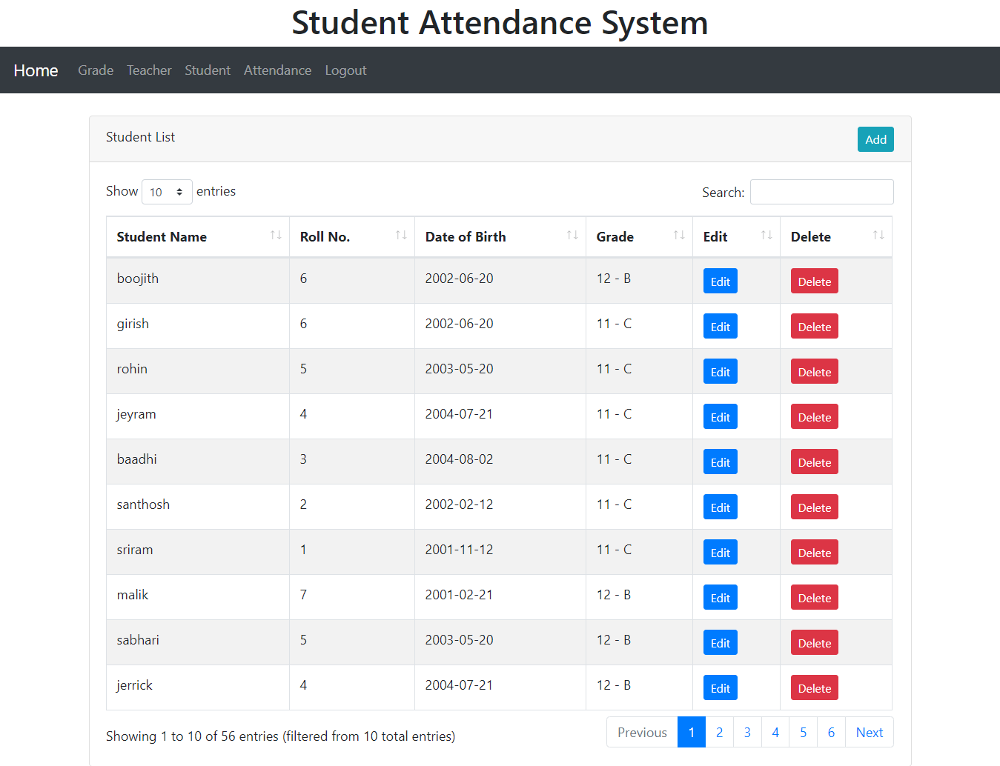 Student Attendance System
Home Grade Teacher Student Attendance Logout
Student List Add
Show 10 entries Search:
Student Name Roll No. Date of Birth Grade Edit Delete
boojith 6 2002-06-20 12 - B Edit Delete
girish 6 2002-06-20 11 - C Edit Delete
rohin 5 2003-05-20 11 - C Edit Delete
jeyram 4 2004-07-21 11 - C Edit Delete
baadhi 3 2004-08-02 11 - C Edit Delete
santhosh 2 2002-02-12 11 - C Edit Delete
sriram 1 2001-11-12 11 - C Edit Delete
malik 7 2001-02-21 12 - B Edit Delete
sabhari 5 2003-05-20 12 - B Edit Delete
jerrick 4 2004-07-21 12 - B Edit Delete
Showing 1 to 10 of 56 entries (filtered from 10 total entries) Previous 1 2 3 4 5 6 Next